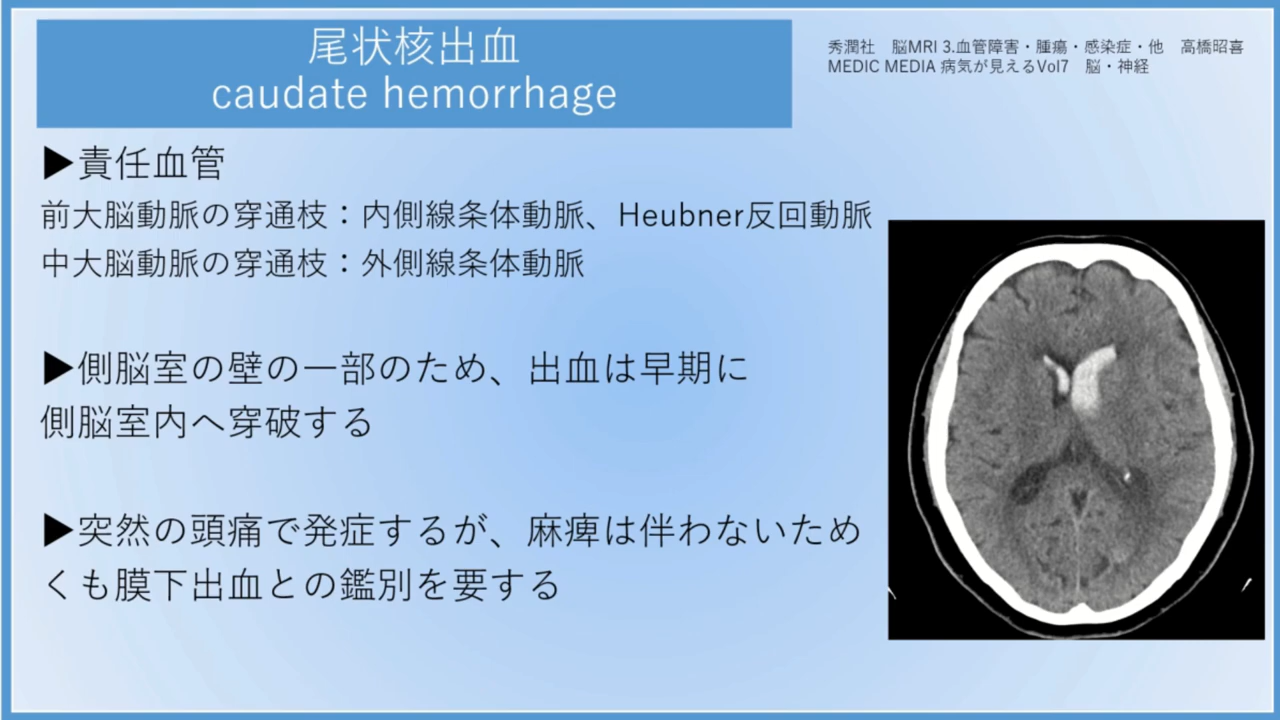 尾状核出血
caudate hemorrhage
秀潤社　脳MRI 3.血管障害・腫瘍・感染症・他　高橋昭喜
MEDIC MEDIA 病気が見えるVol7　脳・神経
▶責任血管
前大脳動脈の穿通枝：内側線条体動脈、Heubner反回動脈
中大脳動脈の穿通枝：外側線条体動脈
▶側脳室の壁の一部のため、出血は早期に
側脳室内へ穿破する
▶突然の頭痛で発症するが、麻痺は伴わないため
くも膜下出血との鑑別を要する